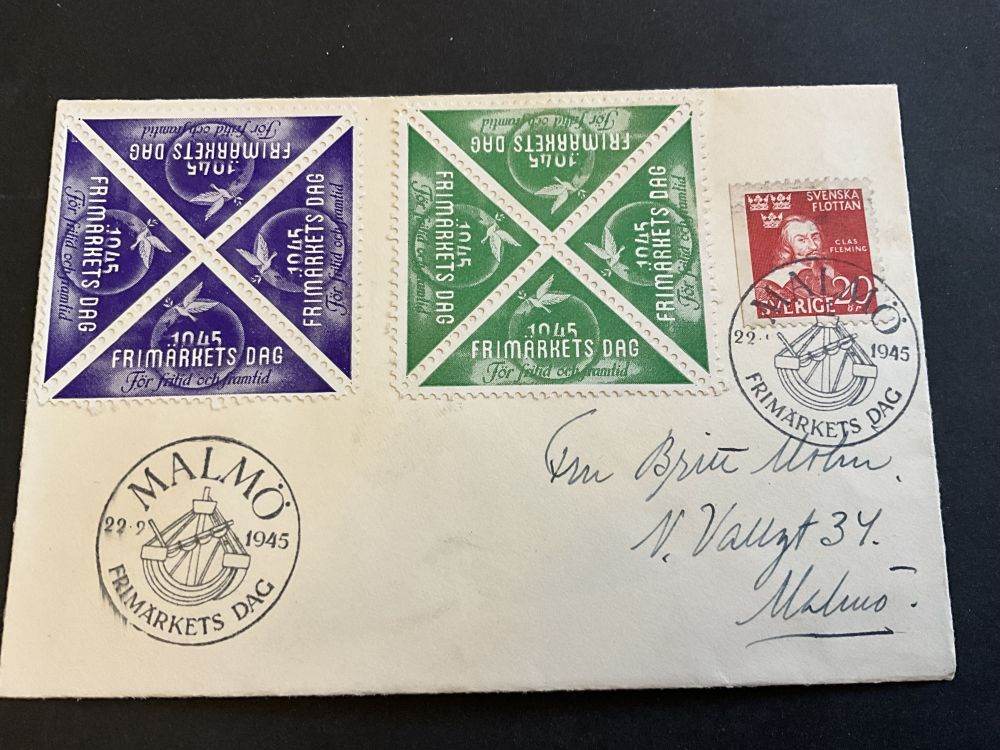 För fritid och framtid
FRIMÄRKETS DAG
1945
FRIMÄRKETS DAG
1945
För fritid och framtid
1945
FRIMÄRKETS DAG
För fritid och framtid
1945
FRIMÄRKETS DAG
För fritid och framtid
För fritid och framtid
FRIMÄRKETS DAG
1945
FRIMÄRKETS DAG
1945
För fritid och framtid
1945
FRIMÄRKETS DAG
För fritid och framtid
1945
FRIMÄRKETS DAG
För fritid och framtid
SVENSKA
FLOTTAN
CLAS
FLEMING
SVERIGE 20
ÖRE
MALMÖ
1945
FRIMÄRKETS DAG
MALMÖ
22·9 1945
FRIMÄRKETS DAG
Fru Britt Mohn.
N. Vallgt 34.
Malmö.